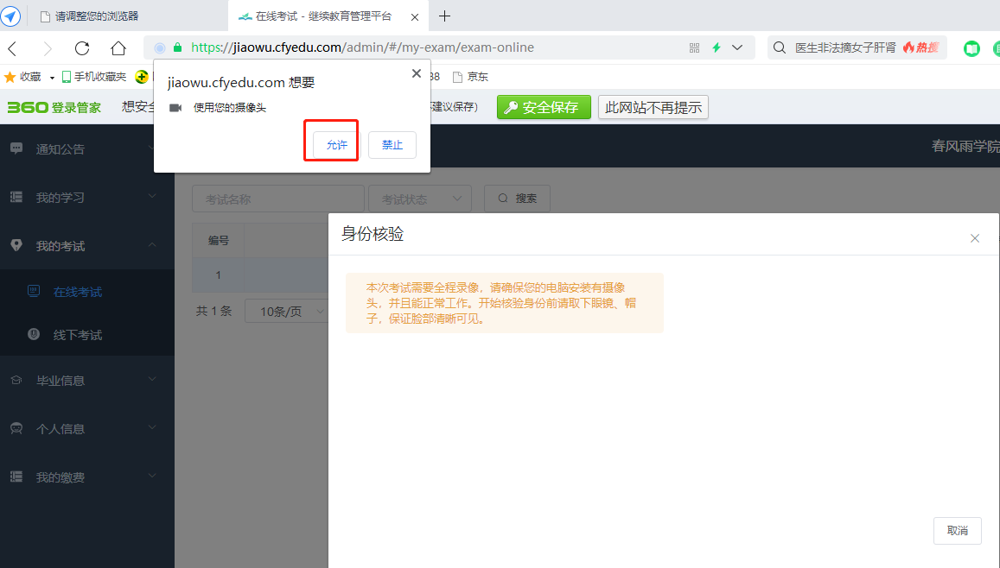 请调整您的浏览器
在线考试 - 继续教育管理平台
https://jiaowu.cfyedu.com/admin/#/my-exam/exam-online
医生非法摘女子肝肾
热搜
收藏
手机收藏夹
38
京东
jiaowu.cfyedu.com 想要
使用您的摄像头
允许
禁止
360登录管家
想安全
建议保存）
安全保存
此网站不再提示
春风雨学院
通知公告
我的学习
我的考试
在线考试
线下考试
毕业信息
个人信息
我的缴费
考试名称
考试状态
搜索
编号
1
共 1 条
10条/页
身份核验
本次考试需要全程录像，请确保您的电脑安装有摄像
头，并且能正常工作。开始核验身份前请取下眼镜、帽
子，保证脸部清晰可见。
取消